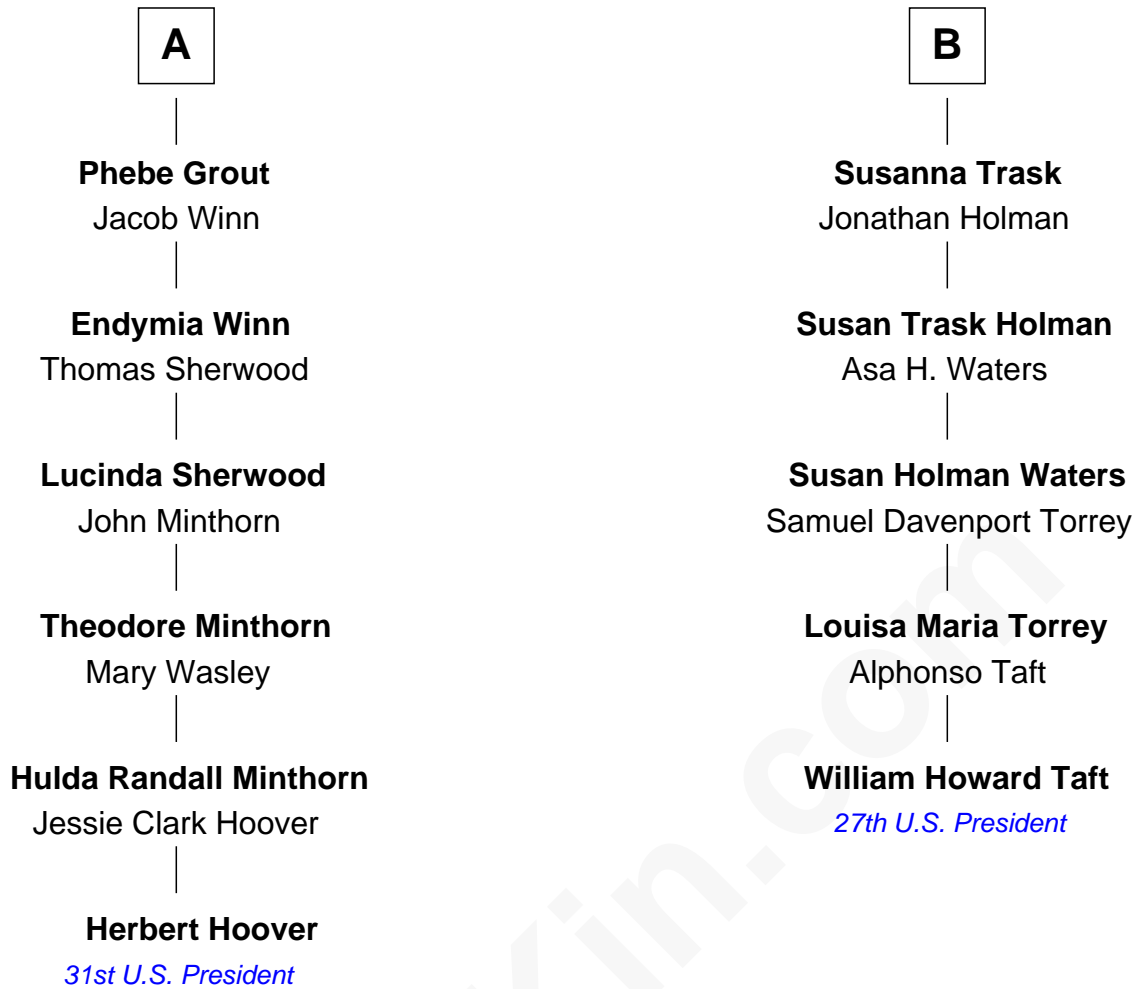 A
Phebe Grout
Jacob Winn
Endymia Winn
Thomas Sherwood
Lucinda Sherwood
John Minthorn
Theodore Minthorn
Mary Wasley
Hulda Randall Minthorn
Jessie Clark Hoover
Herbert Hoover
31st U.S. President
B
Susanna Trask
Jonathan Holman
Susan Trask Holman
Asa H. Waters
Susan Holman Waters
Samuel Davenport Torrey
Louisa Maria Torrey
Alphonso Taft
William Howard Taft
27th U.S. President
Kin.com